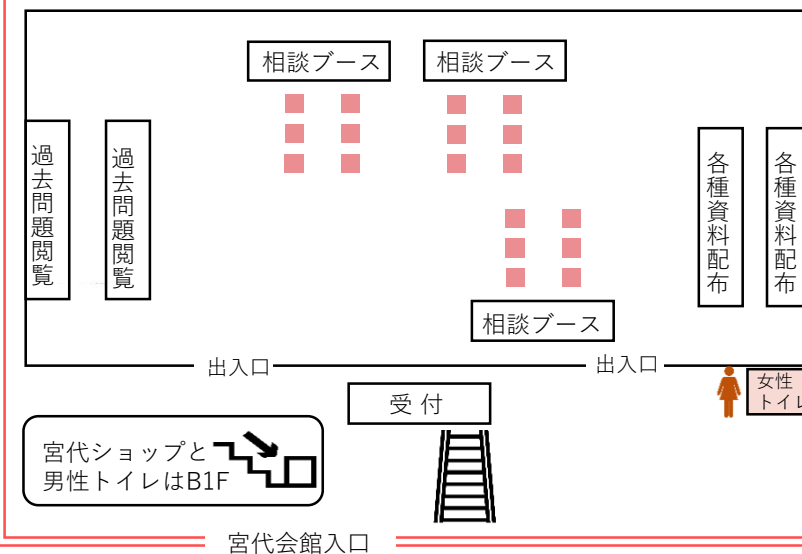 相談ブース
相談ブース
過去問題閲覧
過去問題閲覧
各種資料配布
各種資料配布
相談ブース
出入口
出入口
受付
女性
トイレ
宮代ショップと
男性トイレはB1F
宮代会館入口